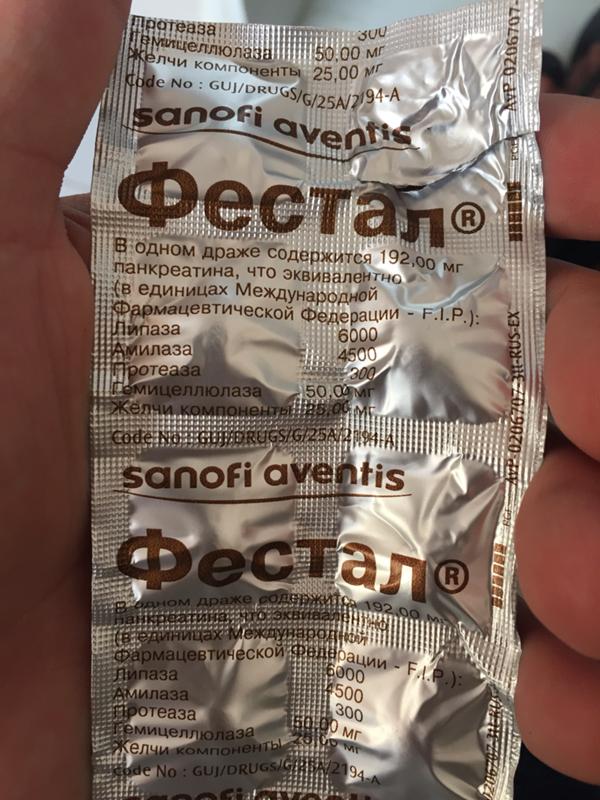 Протеаза 300
Гемицеллюлаза 50,00 мг
Желчи компоненты 25,00 мг
Code No : GUJ/DRUGS/G/25A/2194-A
sanofi aventis
Фестал®
В одном драже содержится 192,00 мг
панкреатина, что эквивалентно
(в единицах Международной
Фармацевтической Федерации - F.I.P.):
Липаза 6000
Амилаза 4500
Протеаза 300
Гемицеллюлаза 50,00 мг
Желчи компоненты 25,00 мг
Code No : GUJ/DRUGS/G/25A/2194-A
sanofi aventis
Фестал®
В одном драже содержится 192,00 мг
панкреатина, что эквивалентно
(в единицах Международной
Фармацевтической Федерации - F.I.P.):
Липаза 6000
Амилаза 4500
Протеаза 300
Гемицеллюлаза 50,00 мг
Желчи компоненты 25,00 мг
Code No : GUJ/DRUGS/G/25A/2194-A
sanofi aventis